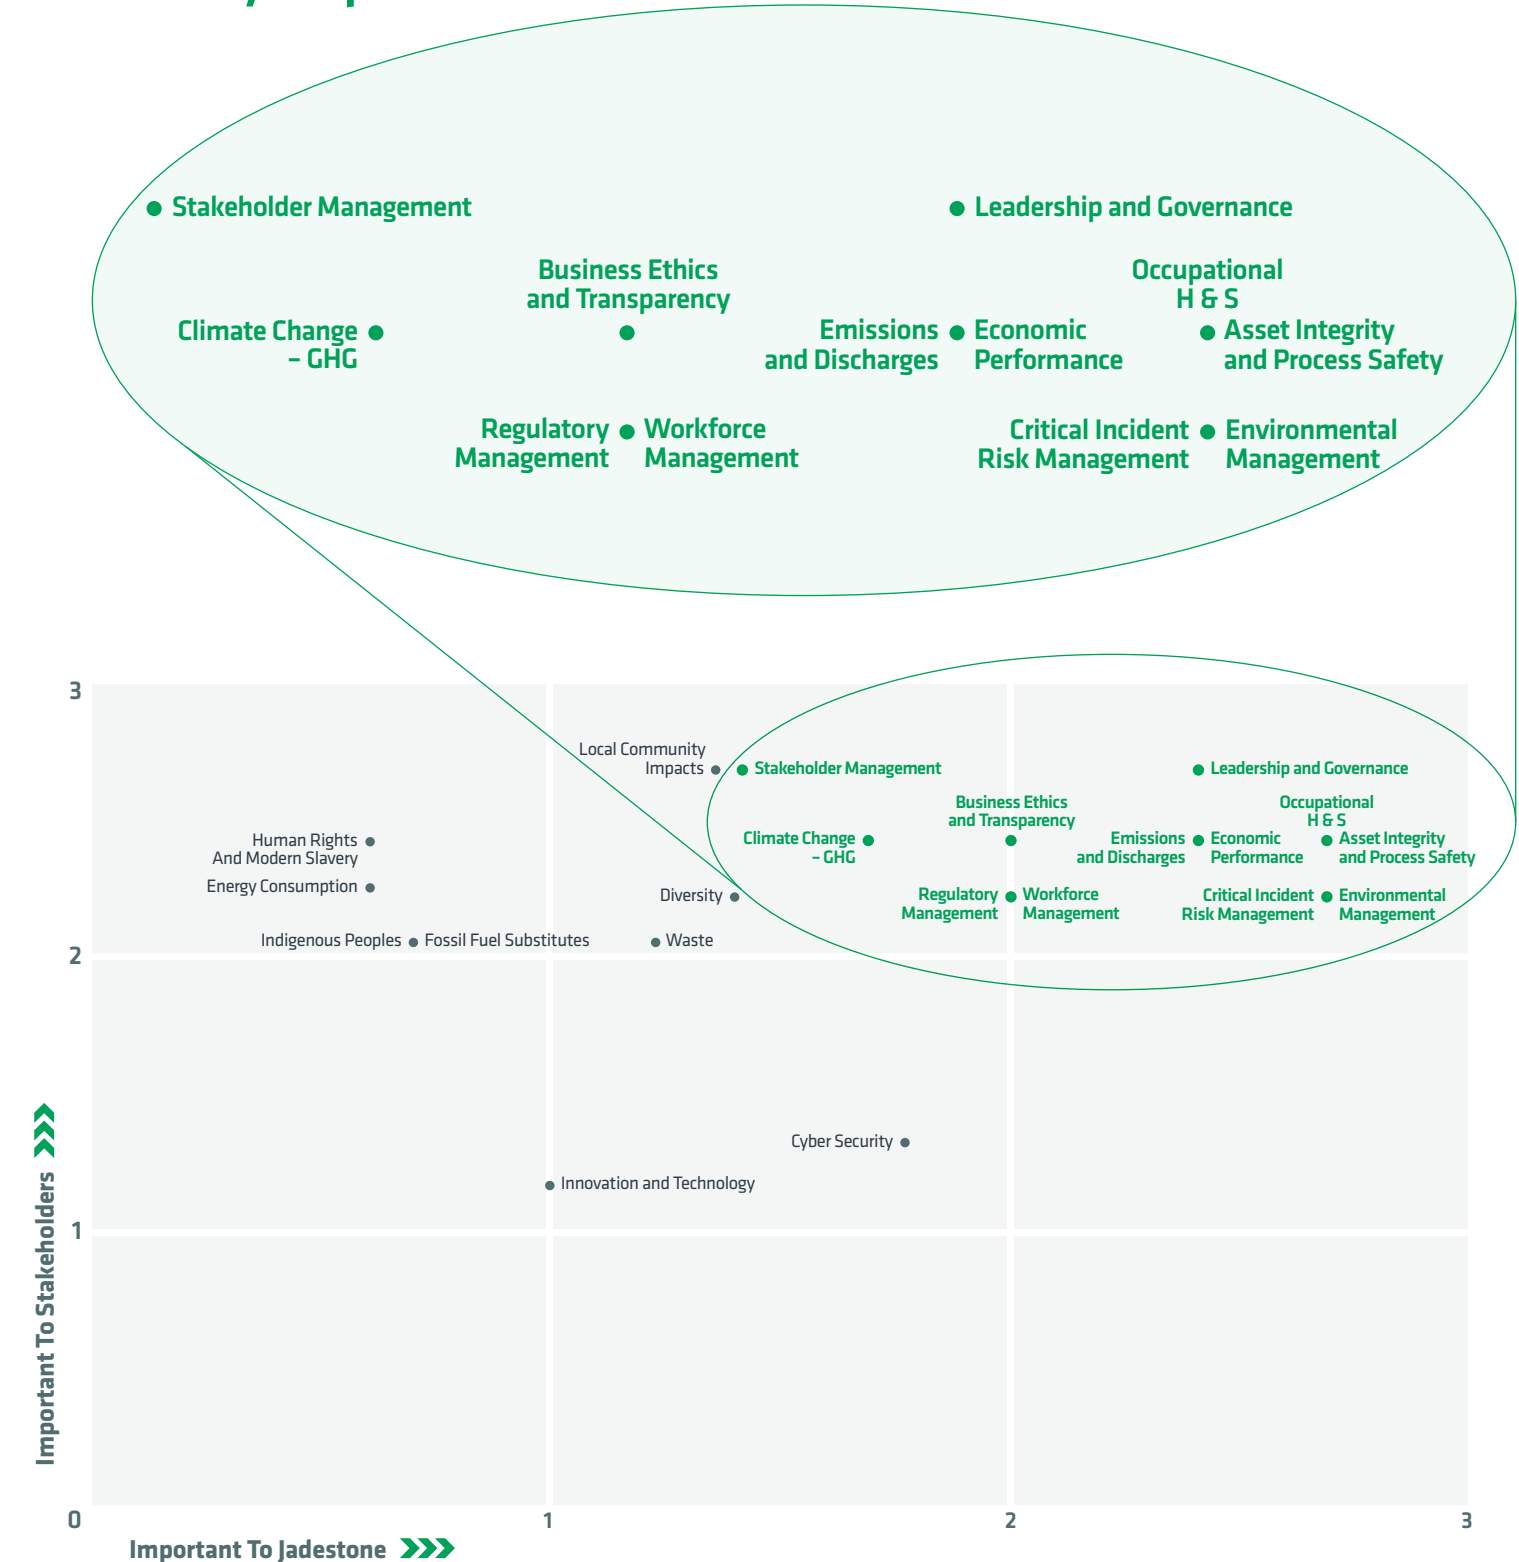 Stakeholder Management
Leadership and Governance
Business Ethics
and Transparency
Occupational
H & S
Climate Change
– GHG
Emissions
and Discharges
Economic
Performance
Asset Integrity
and Process Safety
Regulatory
Management
Workforce
Management
Critical Incident
Risk Management
Environmental
Management
3
Local Community
Impacts
Stakeholder Management
Leadership and Governance
Business Ethics
and Transparency
Occupational
H & S
Human Rights
And Modern Slavery
Climate Change
– GHG
Emissions
and Discharges
Economic
Performance
Asset Integrity
and Process Safety
Energy Consumption
Diversity
Regulatory
Management
Workforce
Management
Critical Incident
Risk Management
Environmental
Management
Indigenous Peoples
Fossil Fuel Substitutes
Waste
2
Cyber Security
Innovation and Technology
1
Important To Stakeholders
0
1
2
3
Important To Jadestone